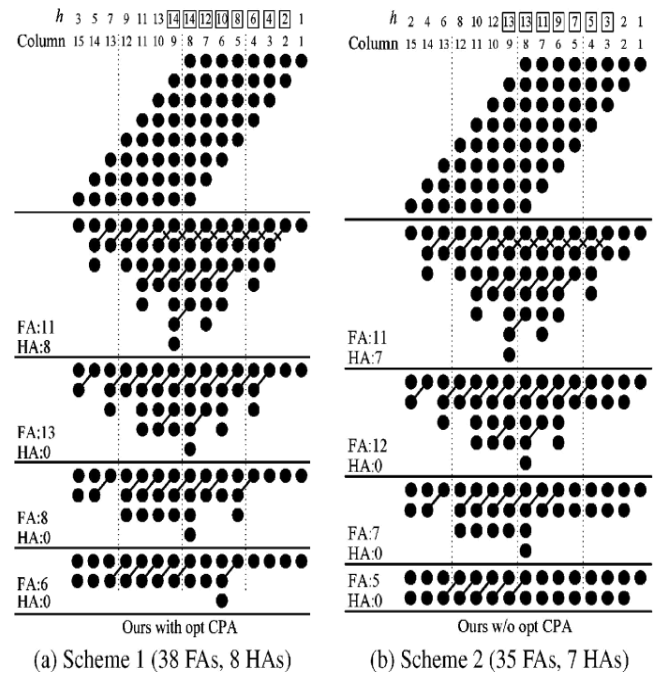 h 3 5 7 9 11 13 14 14 12 10 8 6 4 2 1
Column 15 14 13 12 11 10 9 8 7 6 5 4 3 2 1
FA:11
HA:8
FA:13
HA:0
FA:8
HA:0
FA:6
HA:0
Ours with opt CPA
(a) Scheme 1 (38 FAs, 8 HAs)
h 2 4 6 8 10 12 13 13 11 9 7 5 3 2 1
Column 15 14 13 12 11 10 9 8 7 6 5 4 3 2 1
FA:11
HA:7
FA:12
HA:0
FA:7
HA:0
FA:5
HA:0
Ours w/o opt CPA
(b) Scheme 2 (35 FAs, 7 HAs)